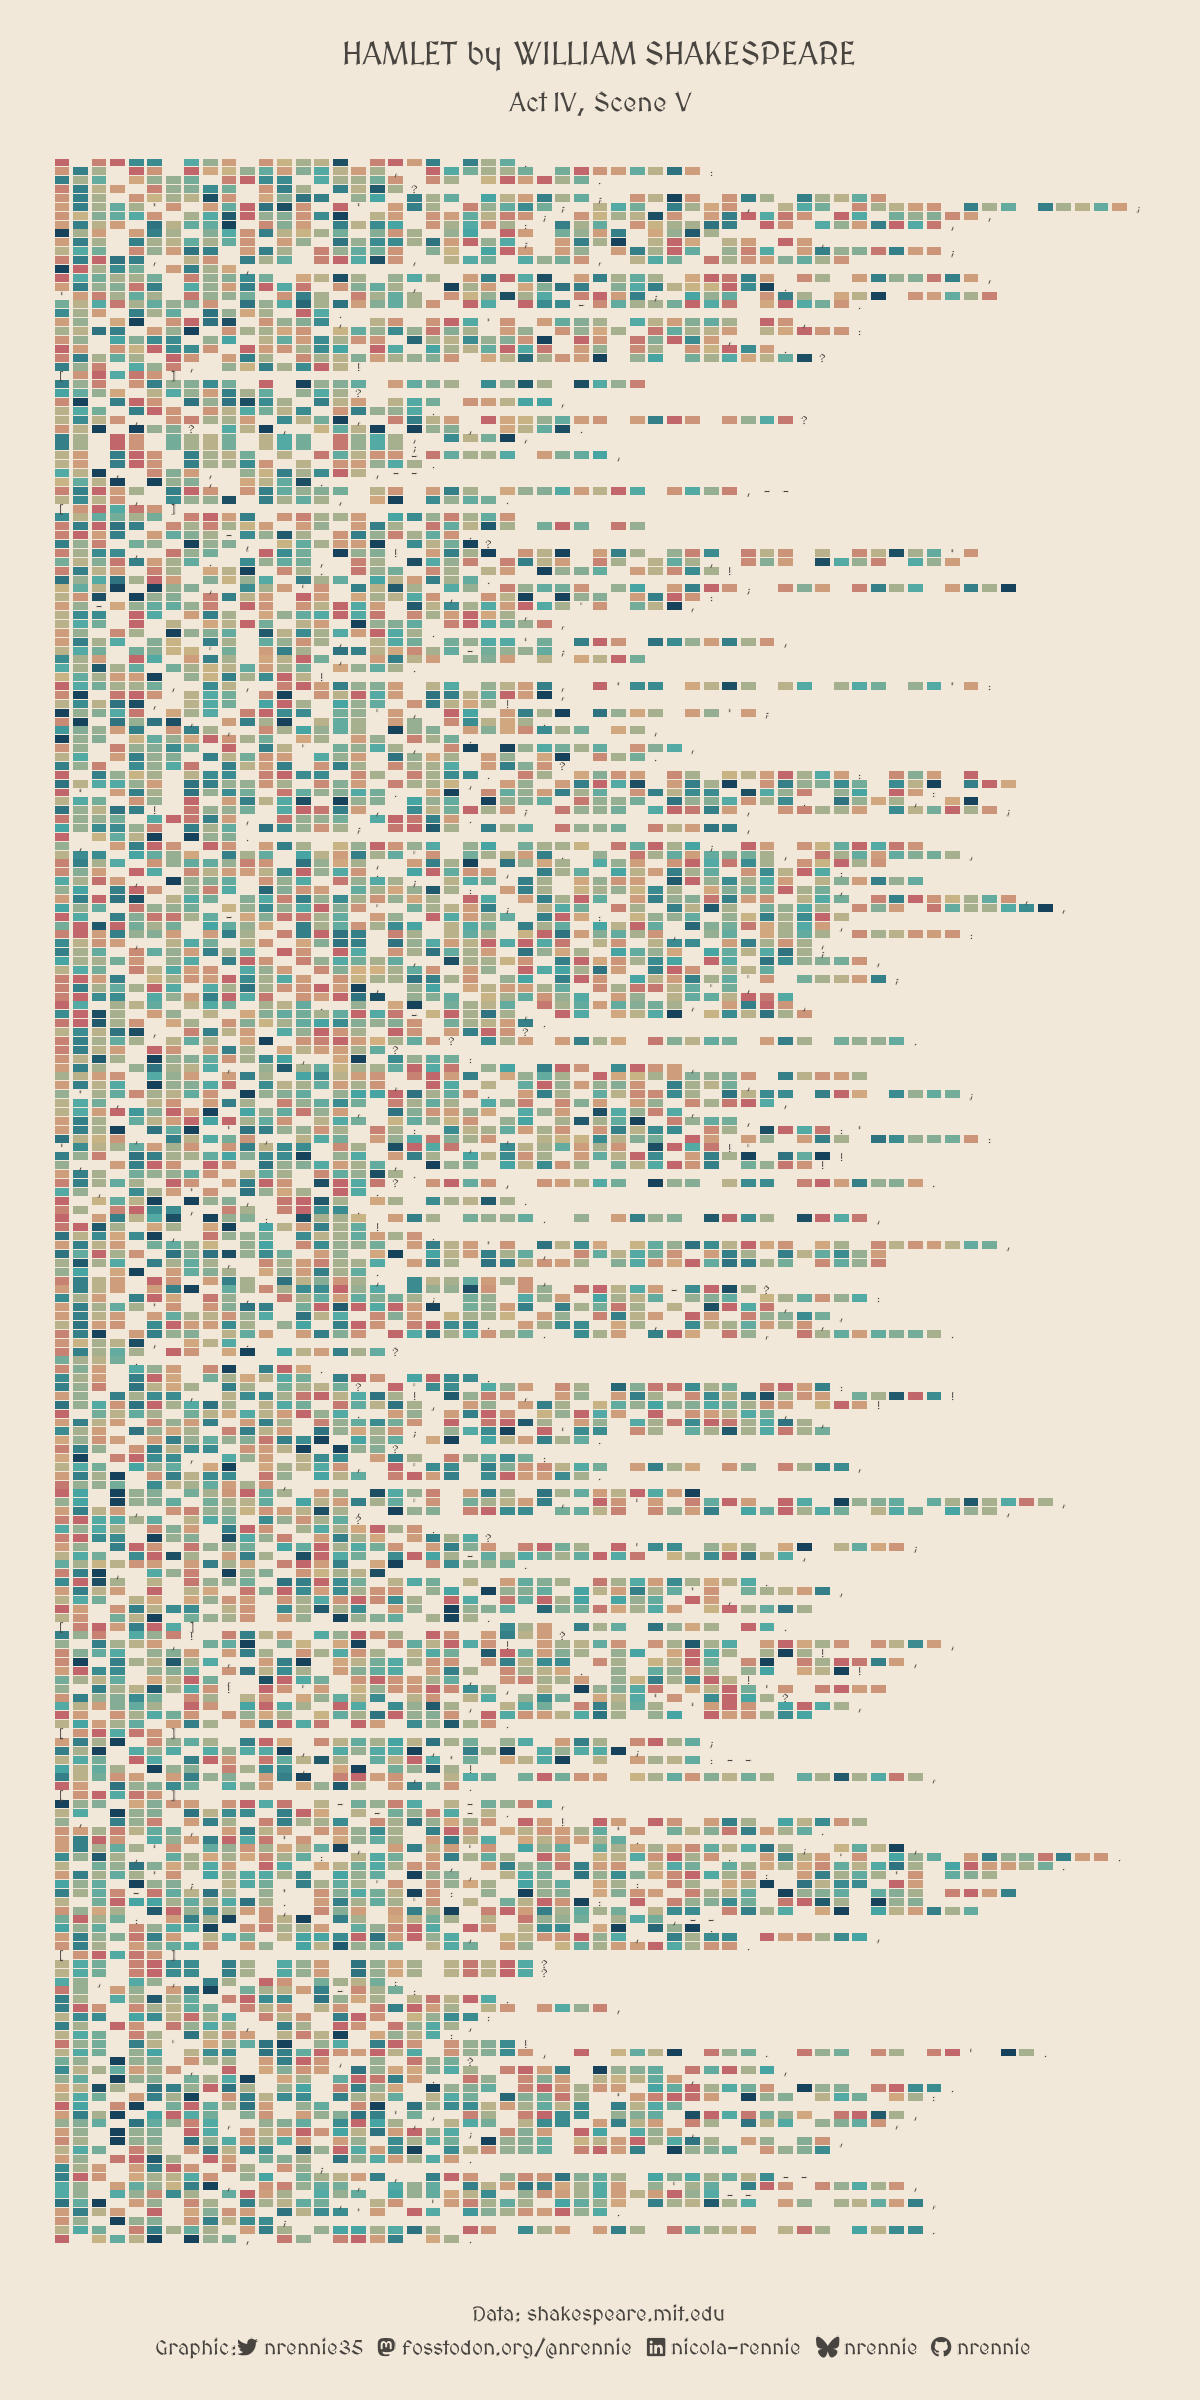 HAMLET by WILLIAM SHAKESPEARE
Act IV, Scene V
Data: shakespeare.mit.edu
Graphic: nrennie35 fosstodon.org/@nrennie nicola-rennie nrennie nrennie